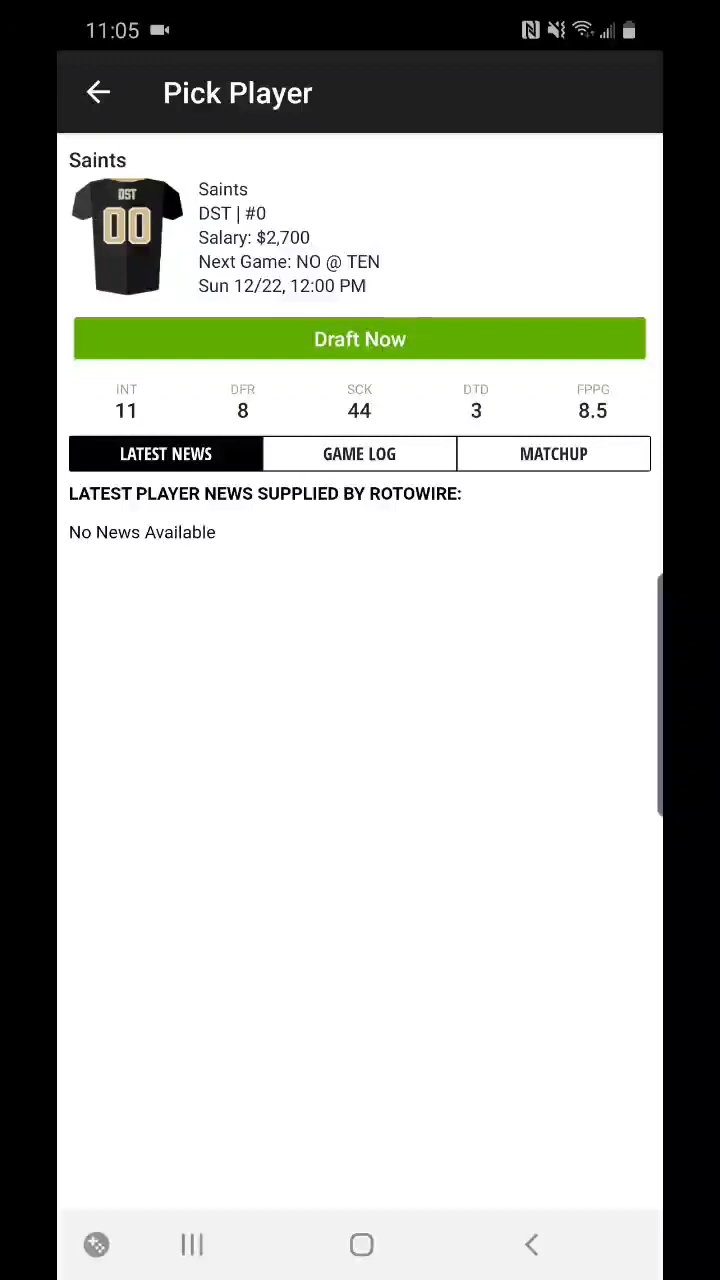 11:05
Pick Player
Saints
DST
00
Saints
DST | #0
Salary: $2,700
Next Game: NO @ TEN
Sun 12/22, 12:00 PM
Draft Now
INT DFR SCK DTD FPPG
11 8 44 3 8.5
LATEST NEWS GAME LOG MATCHUP
LATEST PLAYER NEWS SUPPLIED BY ROTOWIRE:
No News Available